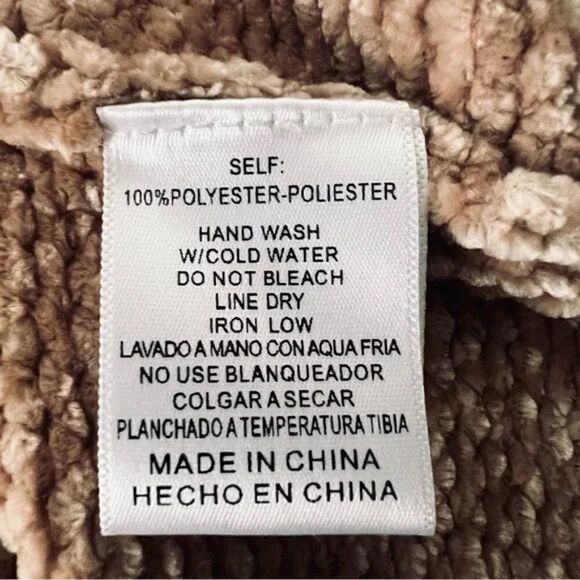 SELF:
100%POLYESTER-POLIESTER
HAND WASH
W/COLD WATER
DO NOT BLEACH
LINE DRY
IRON LOW
LAVADO A MANO CON AQUA FRIA
NO USE BLANQUEADOR
COLGAR A SECAR
PLANCHADO A TEMPERATURA TIBIA
MADE IN CHINA
HECHO EN CHINA